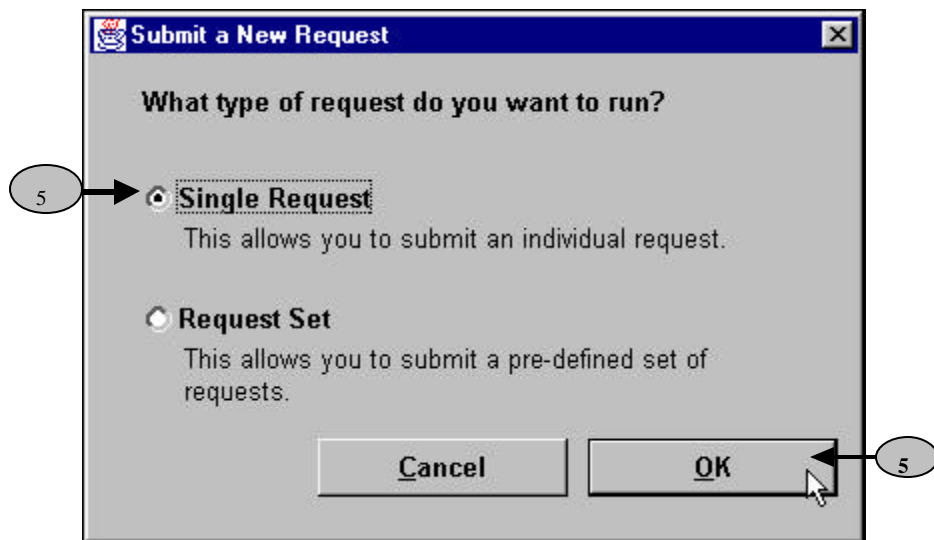 Submit a New Request
What type of request do you want to run?
5
Single Request
This allows you to submit an individual request.
Request Set
This allows you to submit a pre-defined set of
requests.
Cancel
OK
5